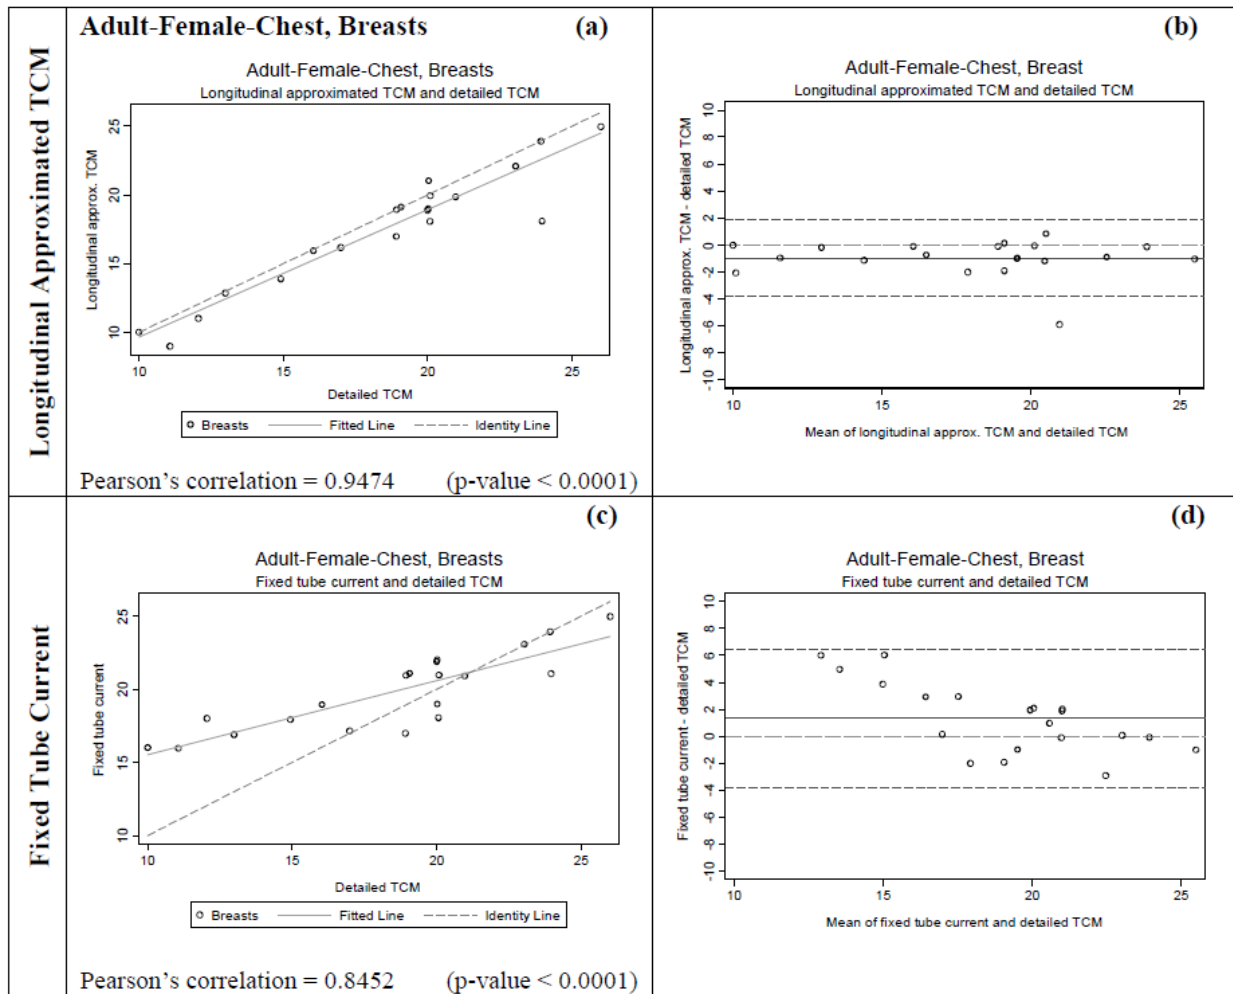 Longitudinal Approximated TCM
Adult-Female-Chest, Breasts (a)
Adult-Female-Chest, Breasts
Longitudinal approximated TCM and detailed TCM
Longitudinal approx. TCM
25
20
15
10
10 15 20 25
Detailed TCM
Breasts Fitted Line Identity Line
Pearson's correlation = 0.9474 (p-value < 0.0001)
(b)
Adult-Female-Chest, Breast
Longitudinal approximated TCM and detailed TCM
Longitudinal approx. TCM - detailed TCM
10
8
6
4
2
0
-2
-4
-6
-8
-10
10 15 20 25
Mean of longitudinal approx. TCM and detailed TCM
Fixed Tube Current
(c)
Adult-Female-Chest, Breasts
Fixed tube current and detailed TCM
Fixed tube current
25
20
15
10
10 15 20 25
Detailed TCM
Breasts Fitted Line Identity Line
Pearson's correlation = 0.8452 (p-value < 0.0001)
(d)
Adult-Female-Chest, Breast
Fixed tube current and detailed TCM
Fixed tube current - detailed TCM
10
8
6
4
2
0
-2
-4
-6
-8
-10
10 15 20 25
Mean of fixed tube current and detailed TCM